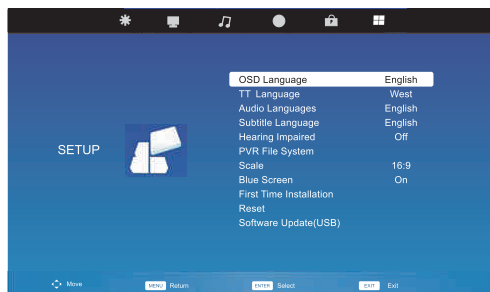 OSD Language English
TT Language West
Audio Languages English
Subtitle Language English
Hearing Impaired Off
SETUP
PVR File System
Scale 16:9
Blue Screen On
First Time Installation
Reset
Software Update(USB)
Move MENU Return ENTER Select EXIT Exit